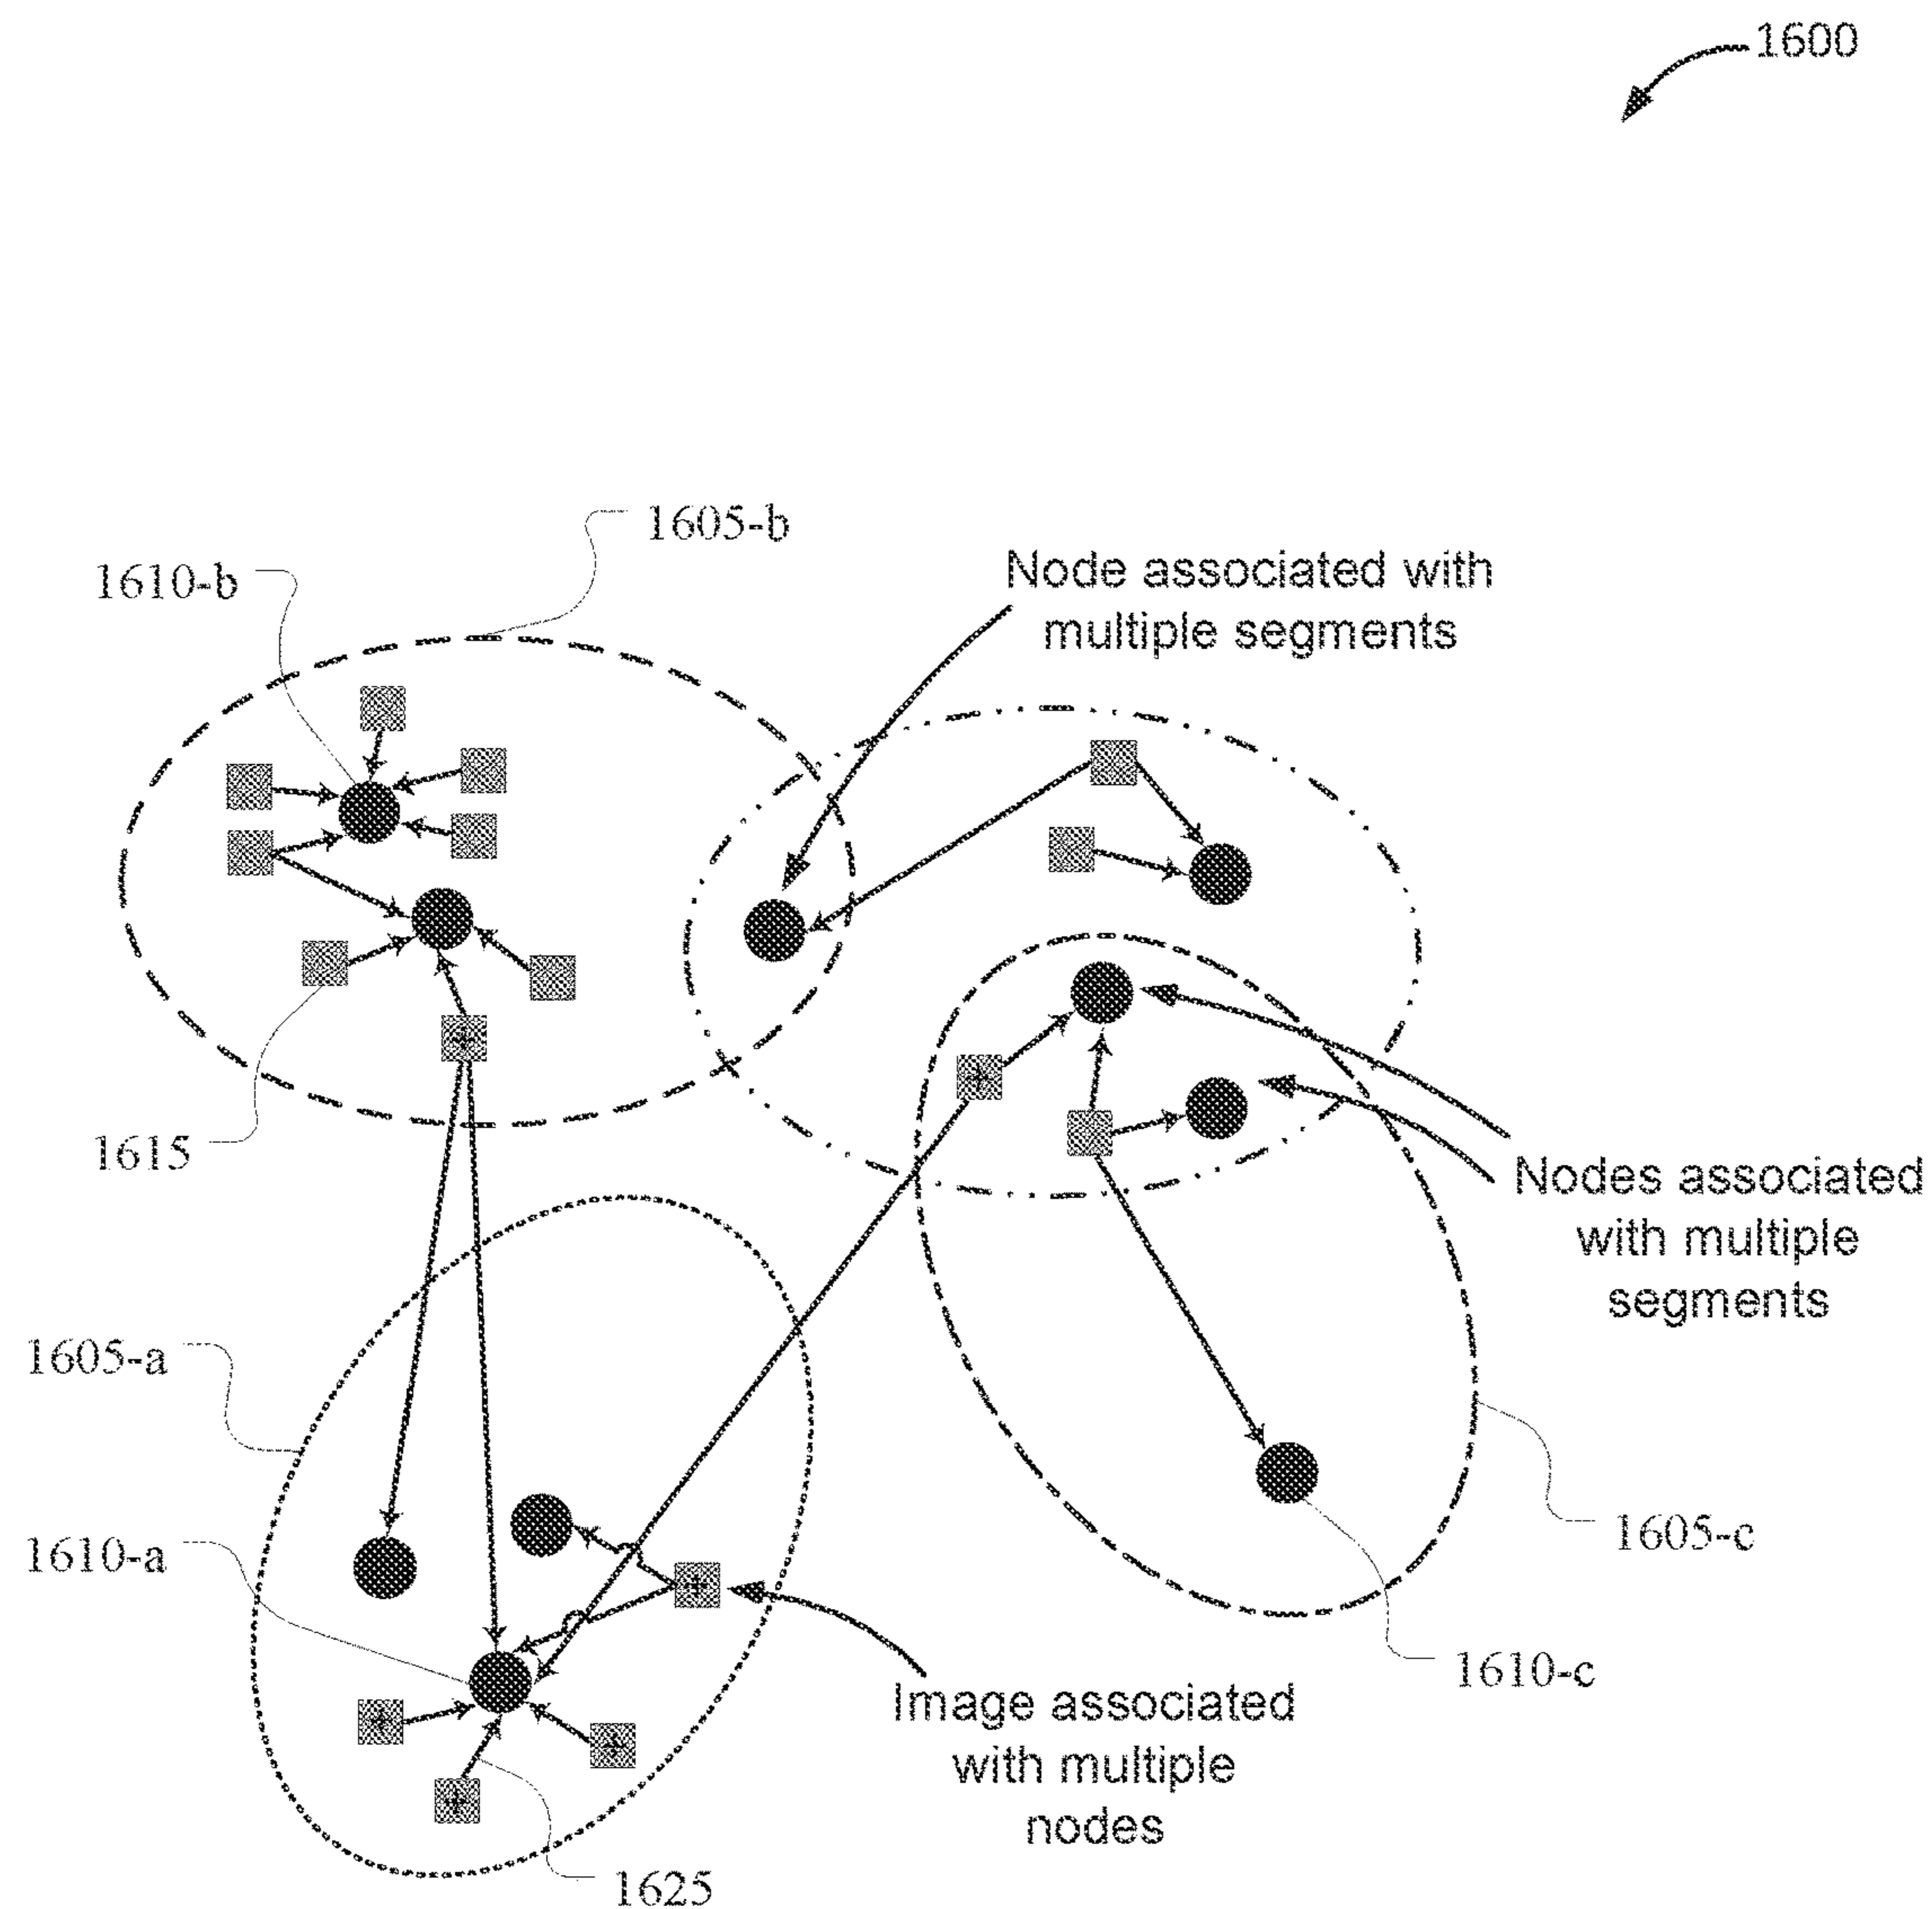 1600
1605-b
1610-b
Node associated with
multiple segments
1615
Nodes associated
with multiple
segments
1605-a
1610-a
1605-c
1610-c
Image associated
with multiple
nodes
1625